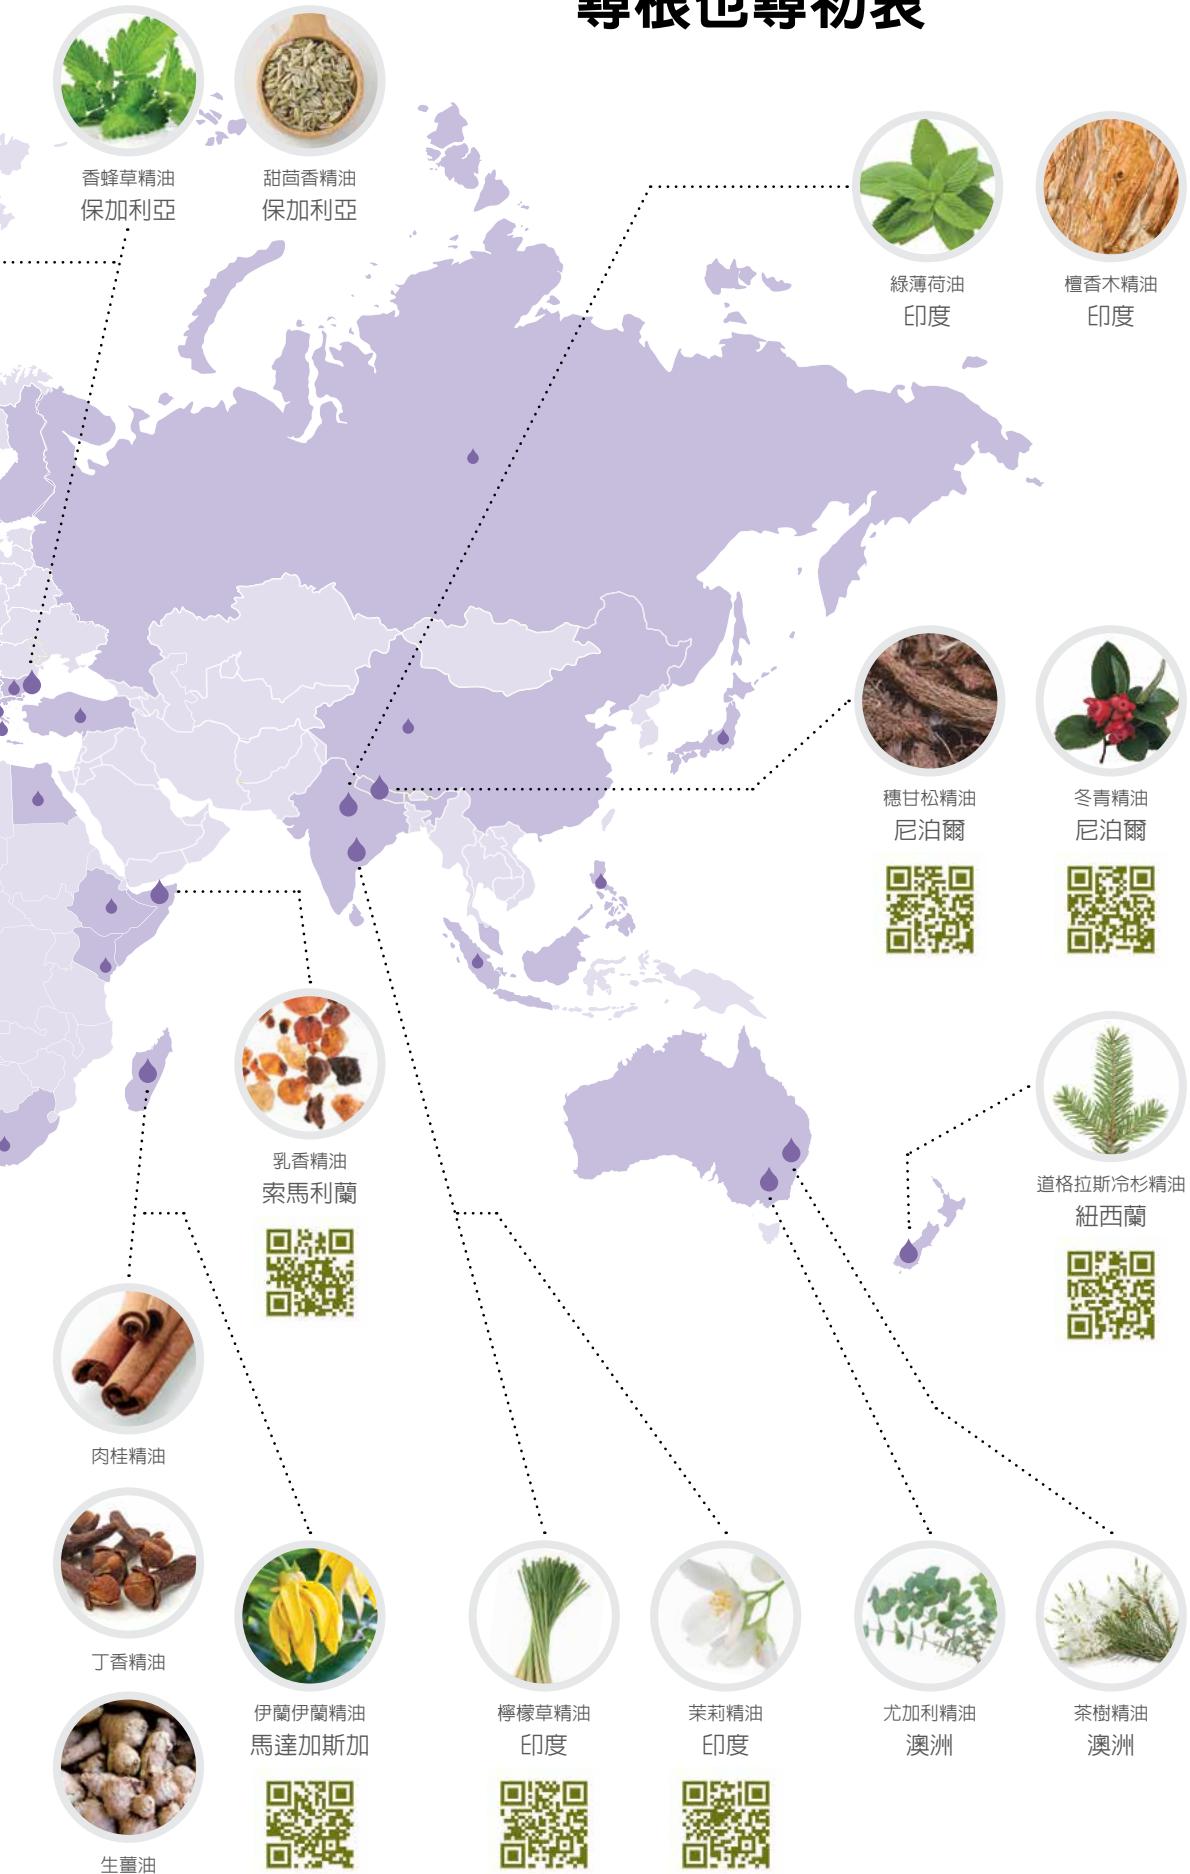 尋根也尋初衷
香蜂草精油
保加利亞
甜茴香精油
保加利亞
綠薄荷油
印度
檀香木精油
印度
穗甘松精油
尼泊爾
冬青精油
尼泊爾
乳香精油
索馬利蘭
道格拉斯冷杉精油
紐西蘭
肉桂精油
丁香精油
生薑油
伊蘭伊蘭精油
馬達加斯加
檸檬草精油
印度
茉莉精油
印度
尤加利精油
澳洲
茶樹精油
澳洲